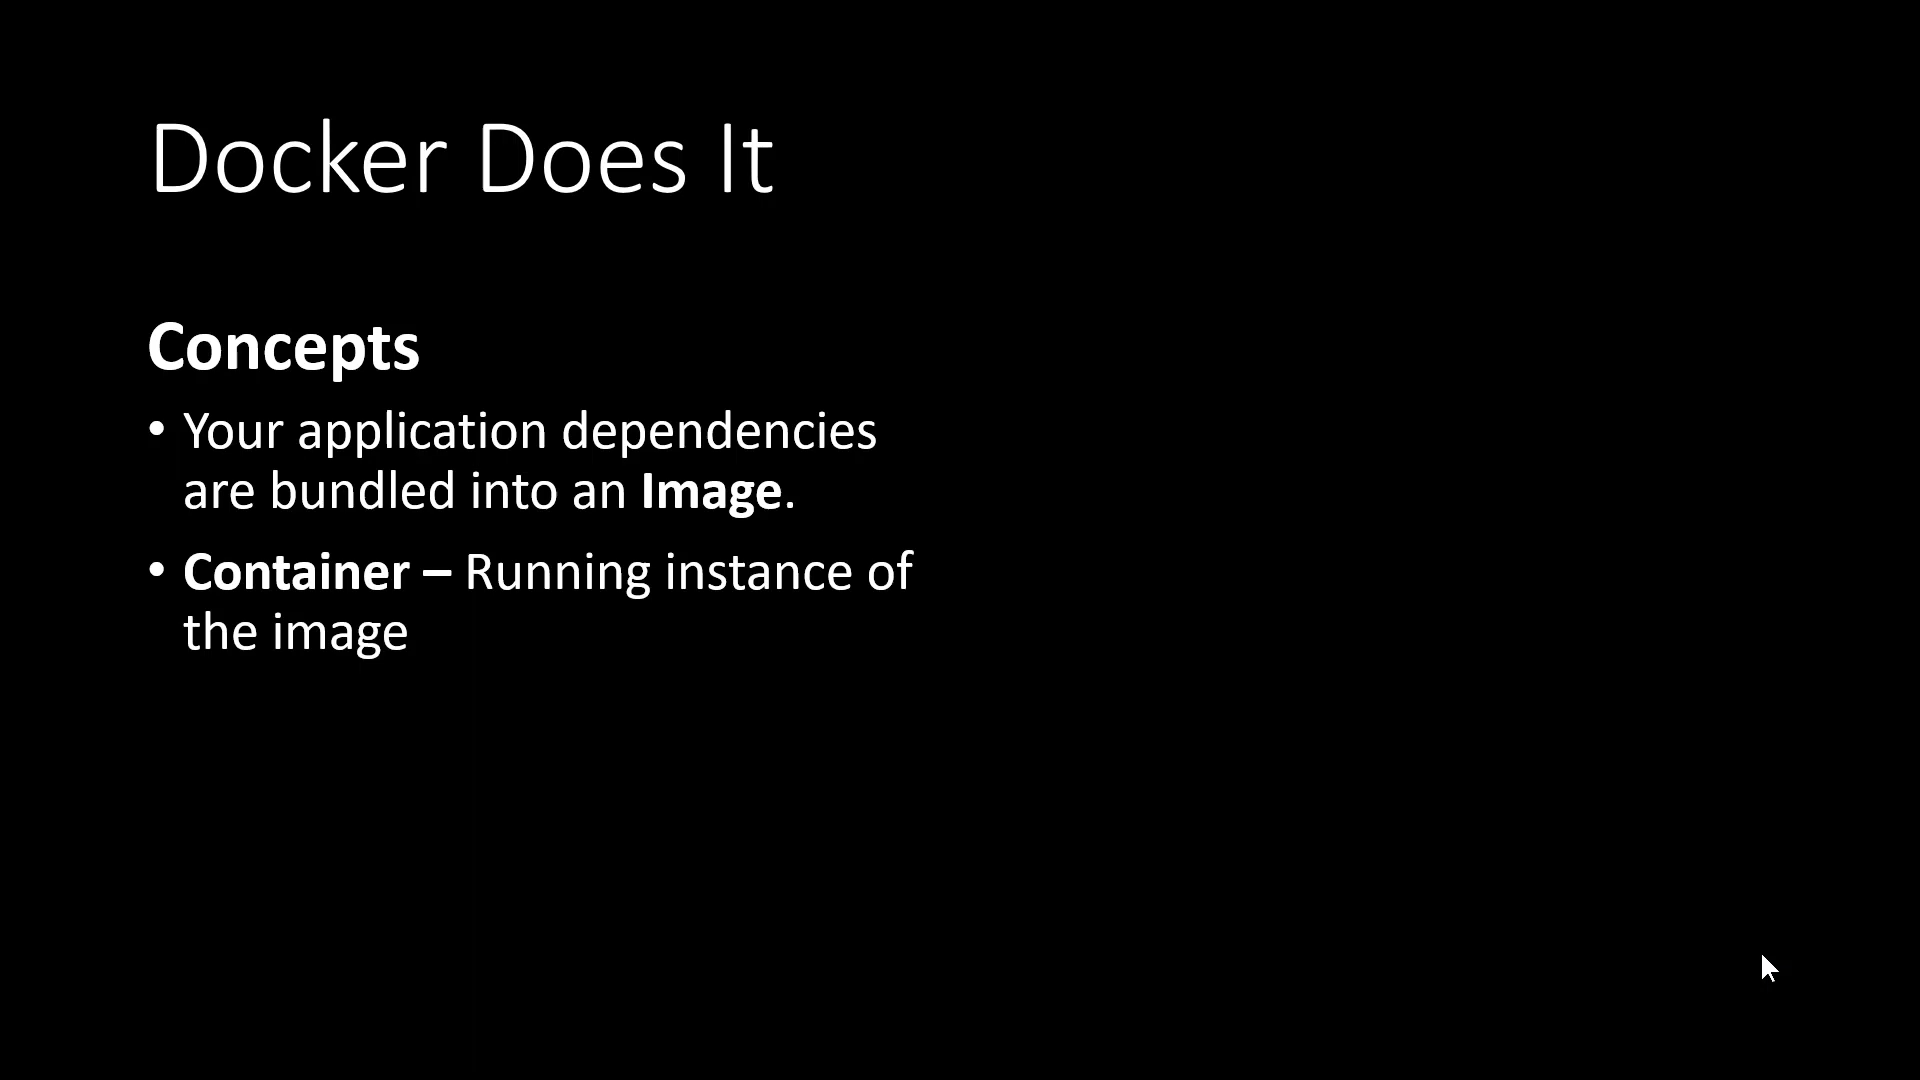 Docker Does It
Concepts
• Your application dependencies
are bundled into an Image.
• Container – Running instance of
the image